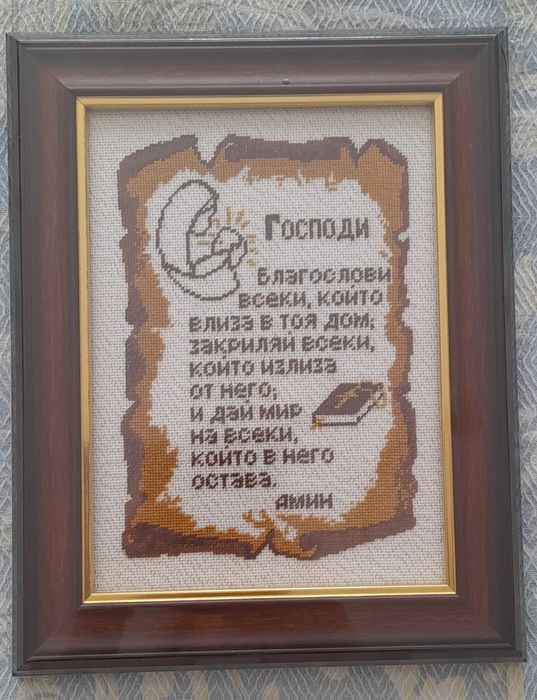 Господи
Благослови
всеки, който
влиза в тоя дом;
закриляй всеки,
който излиза
от него;
и дай мир
на всеки,
който в него
остава.
амин